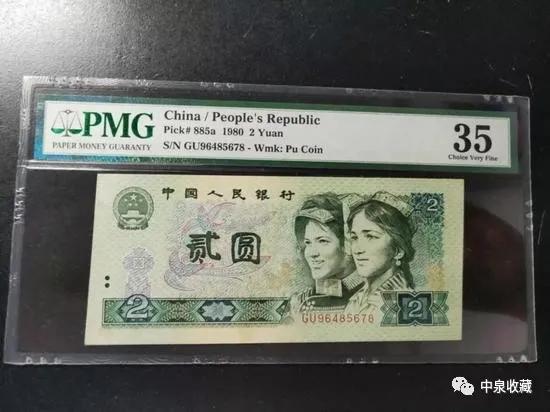 PMG
PAPER MONEY GUARANTY
China / People's Republic
Pick# 885a 1980 2 Yuan
S/N GU96485678 - Wmk: Pu Coin
35
Choice Very Fine
中国人民银行
2
贰圆
2
GU96485678
2
中泉收藏